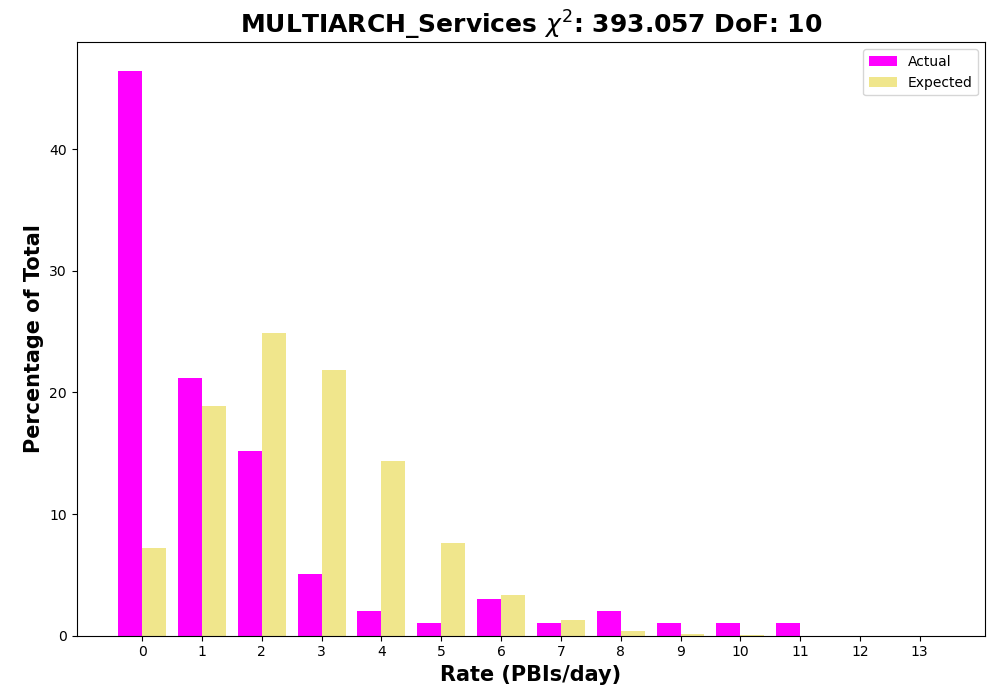 MULTIARCH_Services χ²: 393.057 DoF: 10
Actual
Expected
Percentage of Total
40
30
20
10
0
0 1 2 3 4 5 6 7 8 9 10 11 12 13
Rate (PBIs/day)